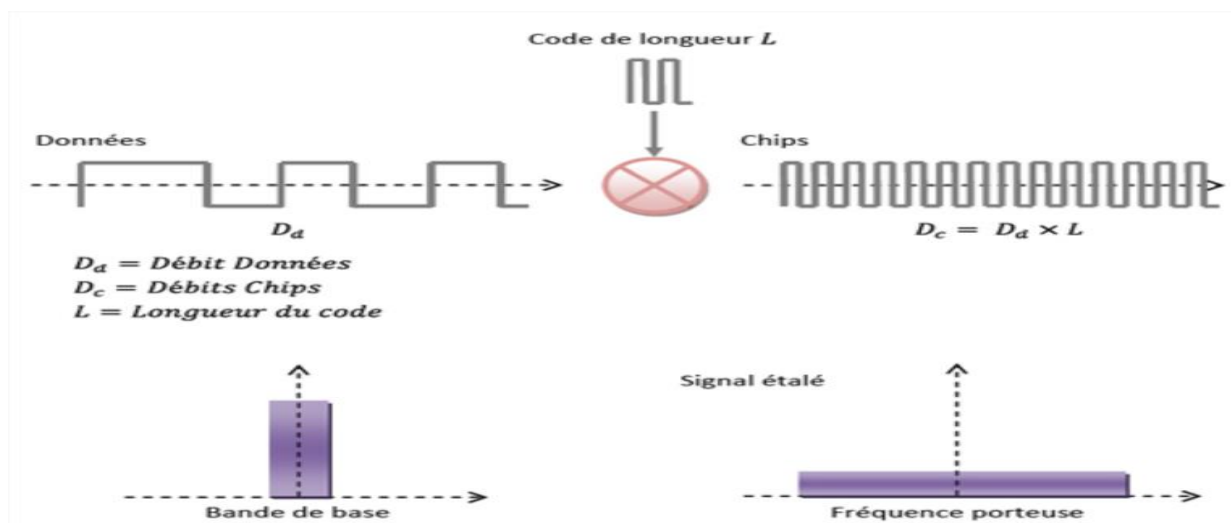 Code de longueur L
Données
Chips
D_d
D_c = D_d × L
D_d = Débit Données
D_c = Débits Chips
L = Longueur du code
Signal étalé
Bande de base
Fréquence porteuse